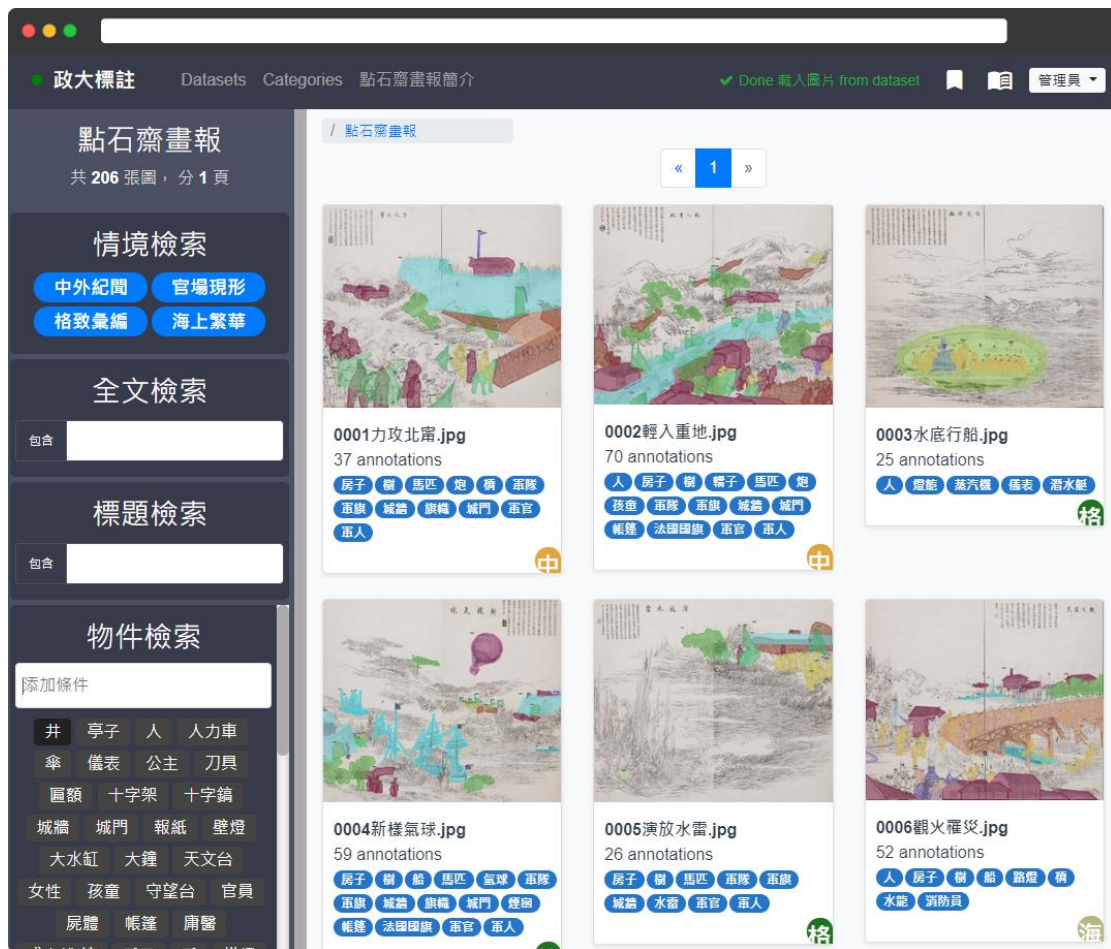 政大標註 Datasets Categories 點石齋畫報簡介 ✔ Done 載入圖片 from dataset 管理員
點石齋畫報
共 206 張圖， 分 1 頁
情境檢索
中外紀聞 官場現形
格致彙編 海上繁華
全文檢索
包含
標題檢索
包含
物件檢索
添加條件
井 亭子 人 人力車
傘 儀表 公主 刀具
匾額 十字架 十字鎬
城牆 城門 報紙 壁燈
大水缸 大鐘 天文台
女性 孩童 守望台 官員
屍體 帳篷 庸醫
/ 點石齋畫報
« 1 »
0001力攻北甯.jpg
37 annotations
房子 樹 馬匹 炮 橋 軍隊
軍旗 城牆 旗幟 城門 軍官
軍人
中
0002輕入重地.jpg
70 annotations
人 房子 樹 轎子 馬匹 炮
孩童 軍隊 軍旗 城牆 城門
帳篷 法國國旗 軍官 軍人
中
0003水底行船.jpg
25 annotations
人 燈籠 蒸汽機 儀表 潛水艇
格
0004新樣氣球.jpg
59 annotations
房子 樹 船 馬匹 氣球 軍隊
軍旗 城牆 旗幟 城門 煙囪
帳篷 法國國旗 軍官 軍人
0005演放水雷.jpg
26 annotations
房子 樹 馬匹 軍隊 軍旗
城牆 水雷 軍官 軍人
格
0006觀火罹災.jpg
52 annotations
人 房子 樹 船 路燈 橋
水龍 消防員
海